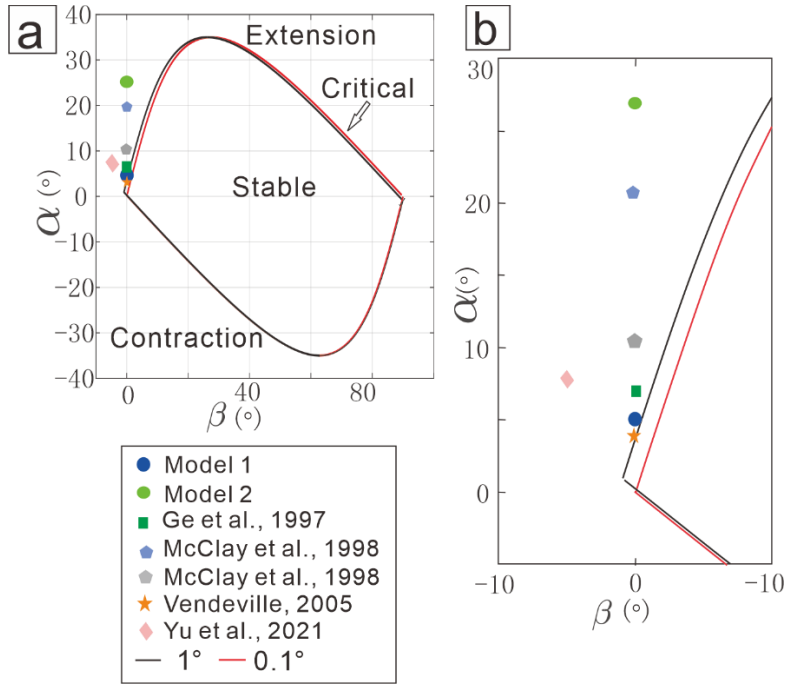 a
α (°)
40
30
20
10
0
-10
-20
-30
-40
Extension
Critical
Stable
Contraction
0
40
80
β (°)
b
α(°)
30
20
10
0
-10
0
-10
β (°)
Model 1
Model 2
Ge et al., 1997
McClay et al., 1998
McClay et al., 1998
Vendeville, 2005
Yu et al., 2021
1°
0.1°